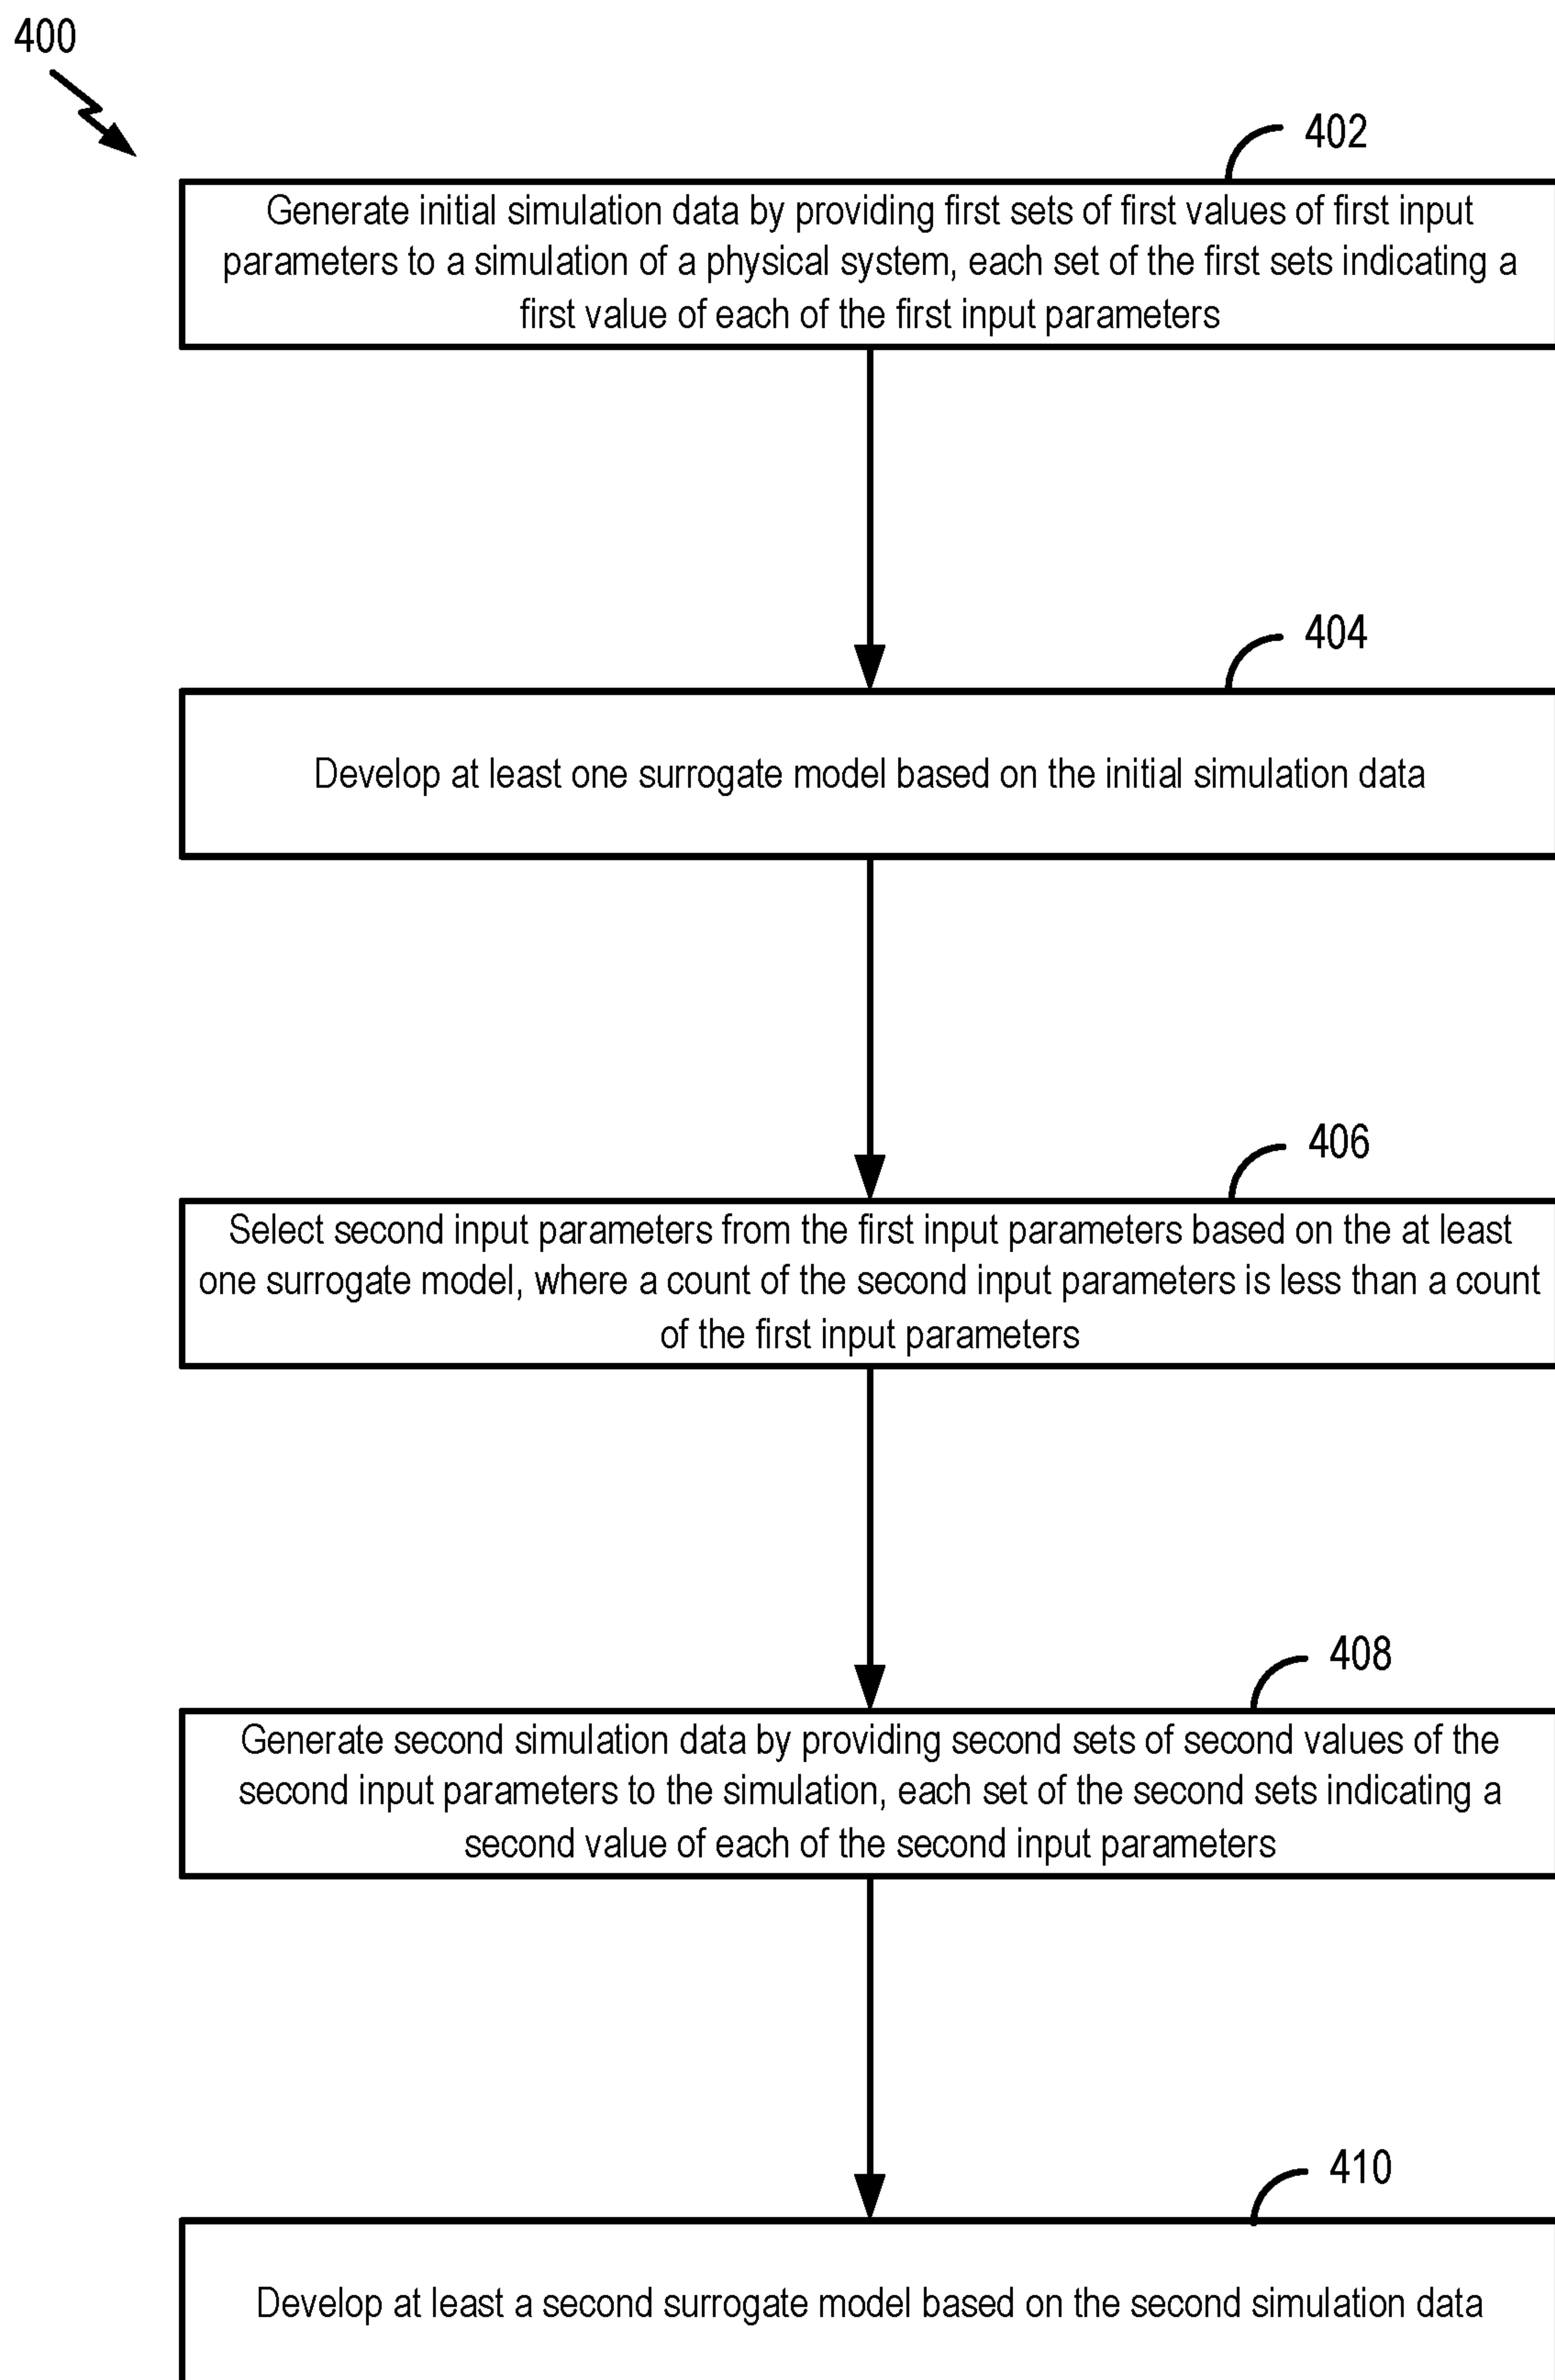 400
402
Generate initial simulation data by providing first sets of first values of first input
parameters to a simulation of a physical system, each set of the first sets indicating a
first value of each of the first input parameters
404
Develop at least one surrogate model based on the initial simulation data
406
Select second input parameters from the first input parameters based on the at least
one surrogate model, where a count of the second input parameters is less than a count
of the first input parameters
408
Generate second simulation data by providing second sets of second values of the
second input parameters to the simulation, each set of the second sets indicating a
second value of each of the second input parameters
410
Develop at least a second surrogate model based on the second simulation data